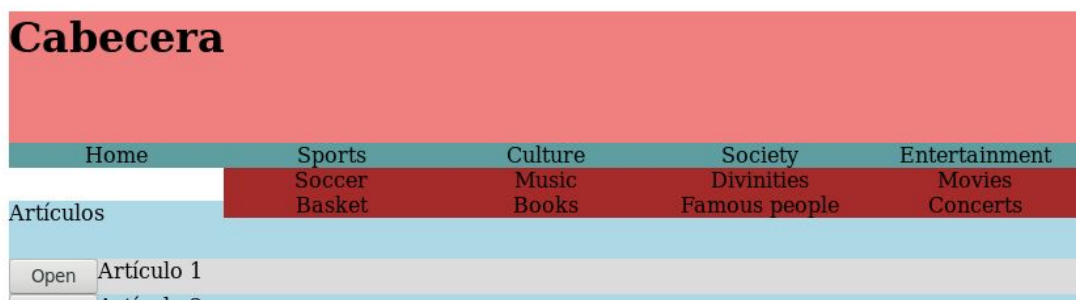 Cabecera
Home Sports Culture Society Entertainment
Soccer Music Divinities Movies
Basket Books Famous people Concerts
Artículos
Open Artículo 1